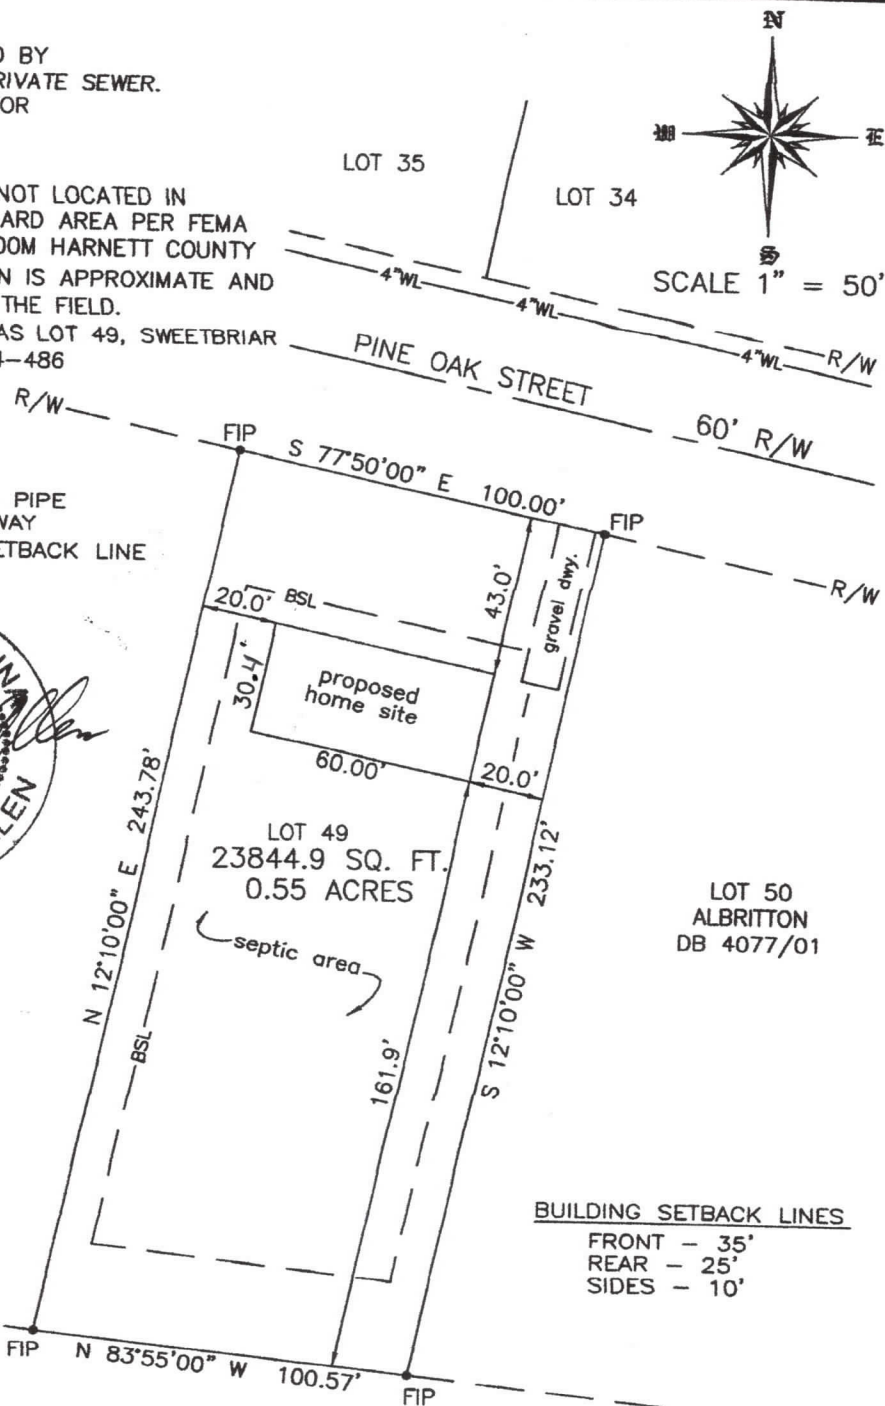 D BY
RIVATE SEWER.
OR
NOT LOCATED IN
ARD AREA PER FEMA
OOM HARNETT COUNTY
N IS APPROXIMATE AND
THE FIELD.
AS LOT 49, SWEETBRIAR
-486
PIPE
WAY
ETBACK LINE
N
W
E
S
SCALE 1" = 50'
LOT 35
LOT 34
4"WL
4"WL
4"WL
R/W
PINE OAK STREET
60' R/W
R/W
FIP
S 77°50'00" E 100.00'
FIP
R/W
gravel dwy.
43.0'
20.0'
BSL
30.4'
proposed
home site
60.00'
20.0'
N 12°10'00" E 243.78'
LOT 49
23844.9 SQ. FT.
0.55 ACRES
septic area
BSL
161.9'
S 12°10'00" W 233.12'
LOT 50
ALBRITTON
DB 4077/01
BUILDING SETBACK LINES
FRONT - 35'
REAR - 25'
SIDES - 10'
FIP
N 83°55'00" W 100.57'
FIP
LEN